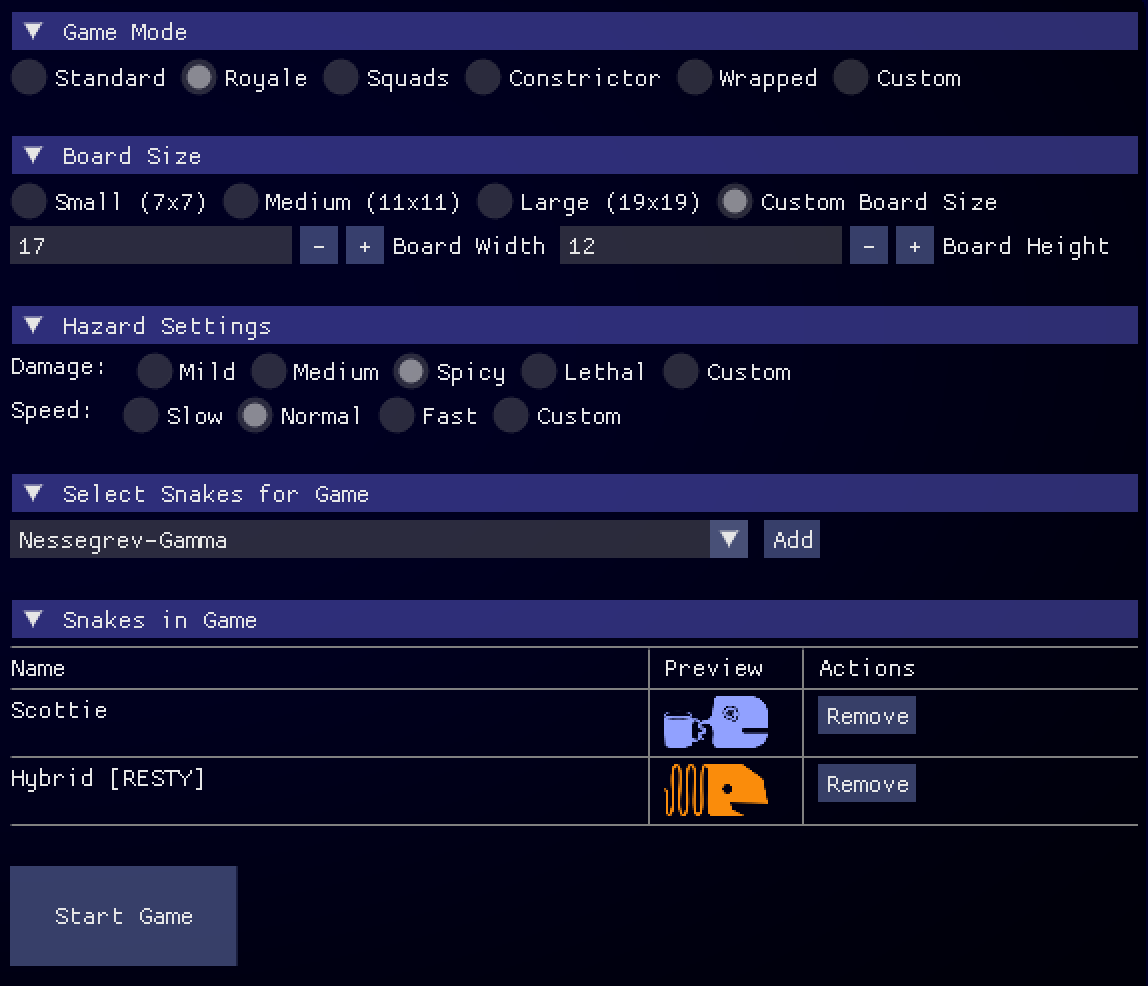 Game Mode
Standard Royale Squads Constrictor Wrapped Custom
Board Size
Small (7x7) Medium (11x11) Large (19x19) Custom Board Size
17 - + Board Width 12 - + Board Height
Hazard Settings
Damage: Mild Medium Spicy Lethal Custom
Speed: Slow Normal Fast Custom
Select Snakes for Game
Nessegrev-Gamma Add
Snakes in Game
Name Preview Actions
Scottie Remove
Hybrid [RESTY] Remove
Start Game